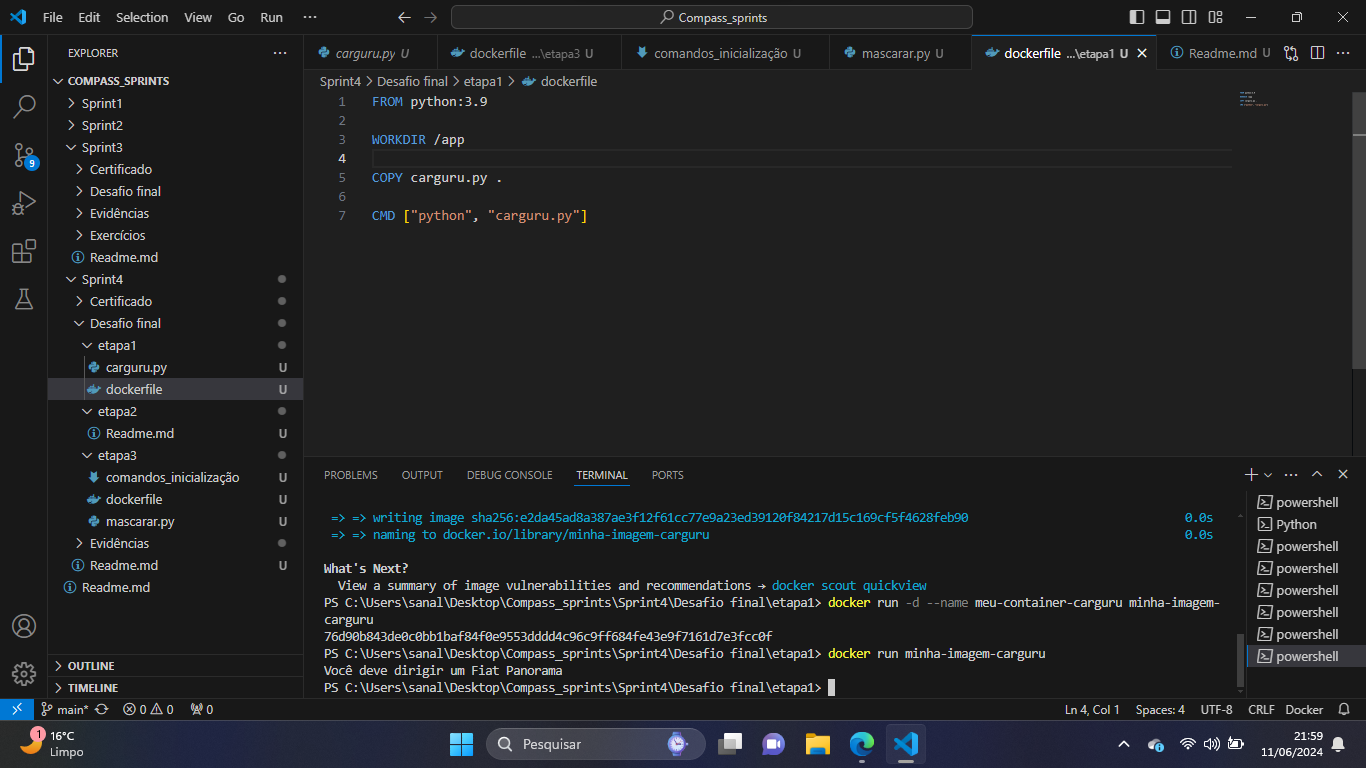 File Edit Selection View Go Run ··· Compass_sprints
EXPLORER ···
COMPASS_SPRINTS
Sprint1
Sprint2
Sprint3
Certificado
Desafio final
Evidências
Exercícios
Readme.md
Sprint4
Certificado
Desafio final
etapa1
carguru.py U
dockerfile U
etapa2
Readme.md U
etapa3
comandos_inicialização U
dockerfile U
mascarar.py U
Evidências
Readme.md U
Readme.md
OUTLINE
TIMELINE
9
carguru.py U dockerfile ...\etapa3 U comandos_inicialização U mascarar.py U dockerfile ...\etapa1 U Readme.md U ···
Sprint4 > Desafio final > etapa1 > dockerfile
1 FROM python:3.9
2
3 WORKDIR /app
4
5 COPY carguru.py .
6
7 CMD ["python", "carguru.py"]
PROBLEMS OUTPUT DEBUG CONSOLE TERMINAL PORTS
=> => writing image sha256:e2da45ad8a387ae3f12f61cc77e9a23ed39120f84217d15c169cf5f4628feb90 0.0s
=> => naming to docker.io/library/minha-imagem-carguru 0.0s
What's Next?
View a summary of image vulnerabilities and recommendations → docker scout quickview
PS C:\Users\sanal\Desktop\Compass_sprints\Sprint4\Desafio final\etapa1> docker run -d --name meu-container-carguru minha-imagem-
carguru
76d90b843de0c0bb1baf84f0e9553dddd4c96c9ff684fe43e9f7161d7e3fcc0f
PS C:\Users\sanal\Desktop\Compass_sprints\Sprint4\Desafio final\etapa1> docker run minha-imagem-carguru
Você deve dirigir um Fiat Panorama
PS C:\Users\sanal\Desktop\Compass_sprints\Sprint4\Desafio final\etapa1>
powershell
Python
powershell
powershell
powershell
powershell
powershell
powershell
main* 0 0 0 Ln 4, Col 1 Spaces: 4 UTF-8 CRLF Docker
1
16°C
Limpo
Pesquisar
21:59
11/06/2024